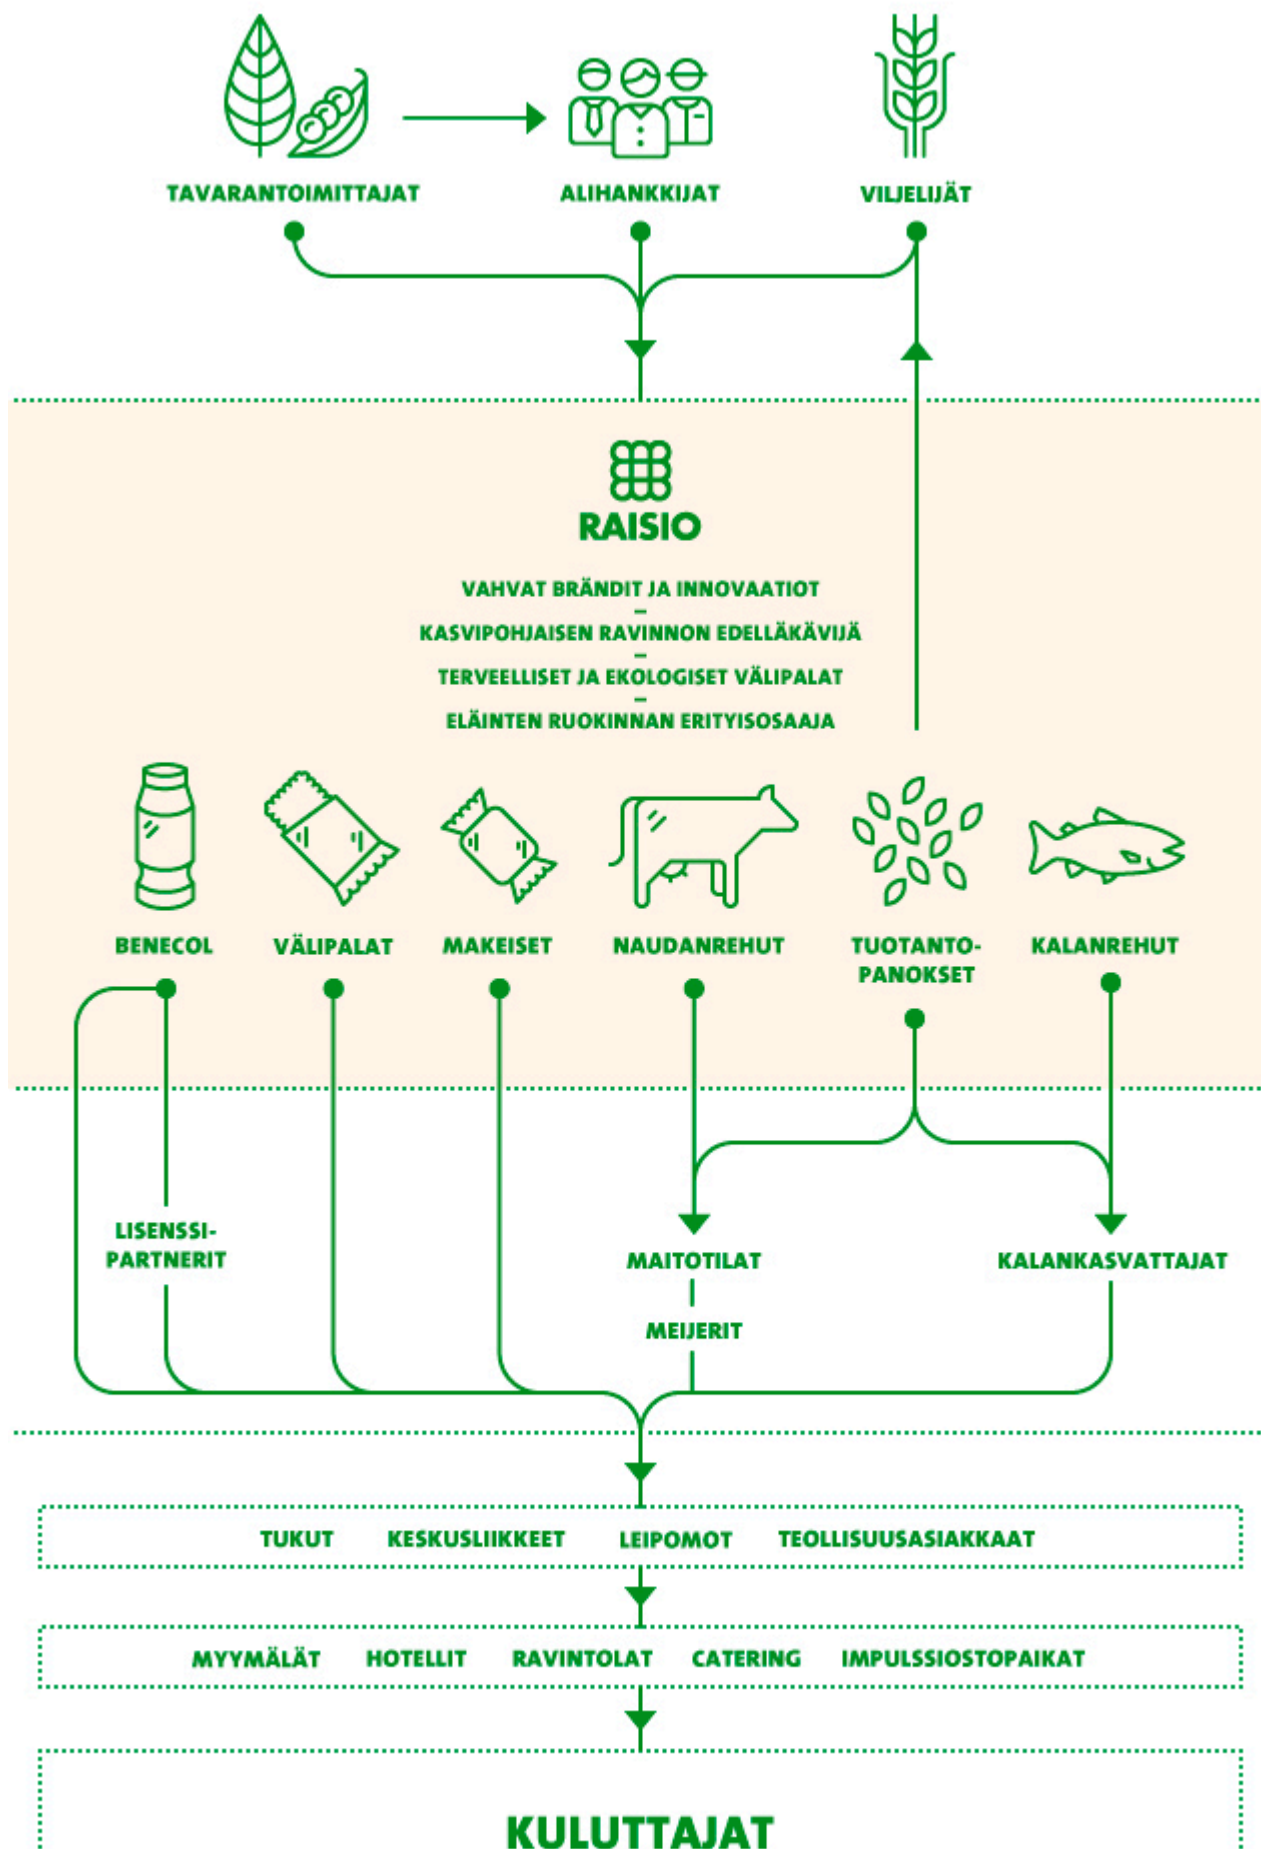 TAVARANTOIMITTAJAT
ALIHANKKIJAT
VILJELIJÄT
RAISIO
VAHVAT BRÄNDIT JA INNOVAATIOT
–
KASVIPOHJAISEN RAVINNON EDELLÄKÄVIJÄ
–
TERVEELLISET JA EKOLOGISET VÄLIPALAT
–
ELÄINTEN RUOKINNAN ERITYISOSAAJA
BENECOL
VÄLIPALAT
MAKEISET
NAUDANREHUT
TUOTANTO-
PANOKSET
KALANREHUT
LISENSSI-
PARTNERIT
MAITOTILAT
KALANKASVATTAJAT
MEIJERIT
TUKUT KESKUSLIIKKEET LEIPOMOT TEOLLISUUSASIAKKAAT
MYYMÄLÄT HOTELLIT RAVINTOLAT CATERING IMPULSSIOSTOPAIKAT
KULUTTAJAT